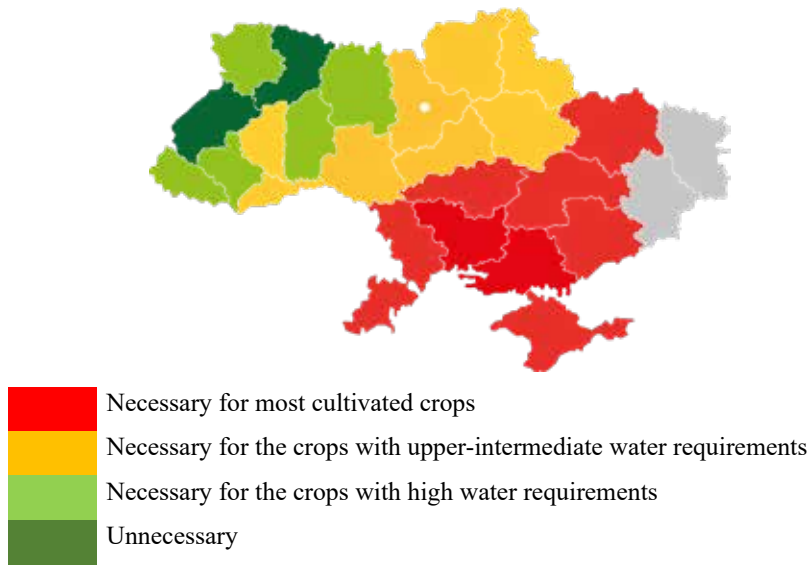 Necessary for most cultivated crops
Necessary for the crops with upper-intermediate water requirements
Necessary for the crops with high water requirements
Unnecessary